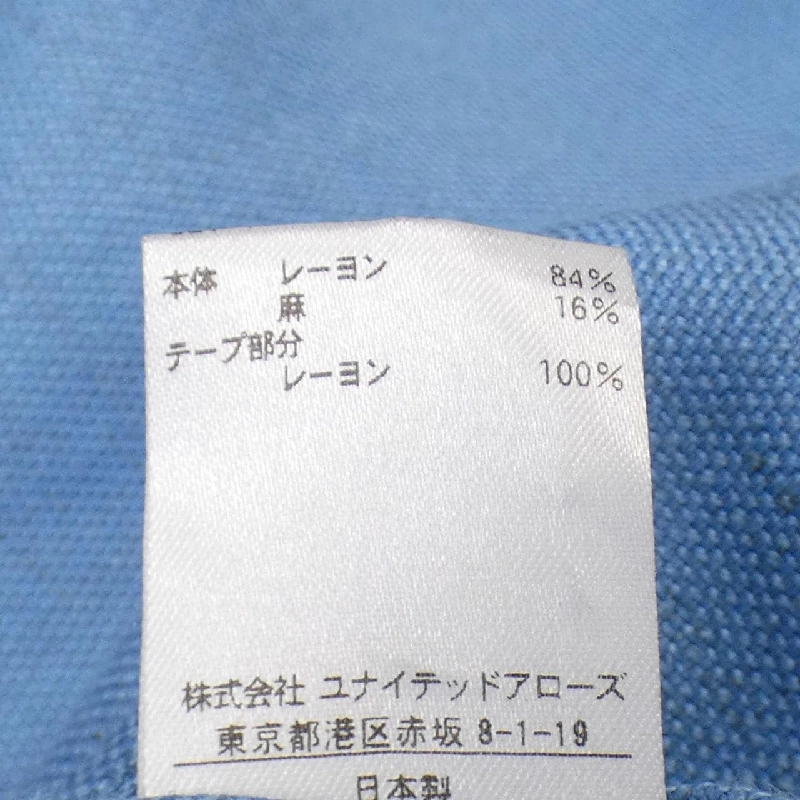 本体 レーヨン 84%
麻 16%
テープ部分
レーヨン 100%
株式会社 ユナイテッドアローズ
東京都港区赤坂 8-1-19
日本製